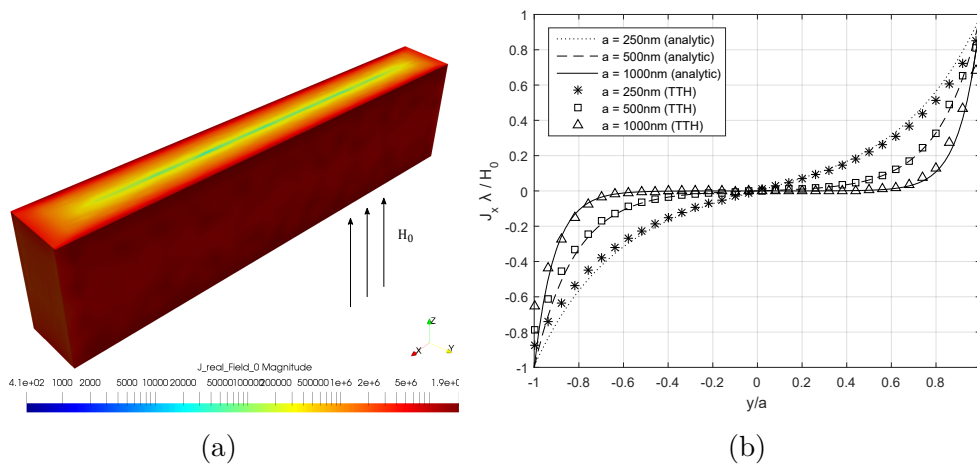 H0
Z
X
Y
J_real_Field_0 Magnitude
4.1e+02 1000 2000 5000 10000 20000 500000 100000 200000 500000 1e+6 2e+6 5e+6 1.9e+0
(a)
a = 250nm (analytic)
a = 500nm (analytic)
a = 1000nm (analytic)
a = 250nm (TTH)
a = 500nm (TTH)
a = 1000nm (TTH)
1
0.8
0.6
0.4
0.2
0
-0.2
-0.4
-0.6
-0.8
-1
Jx λ / H0
-1 -0.8 -0.6 -0.4 -0.2 0 0.2 0.4 0.6 0.8
y/a
(b)